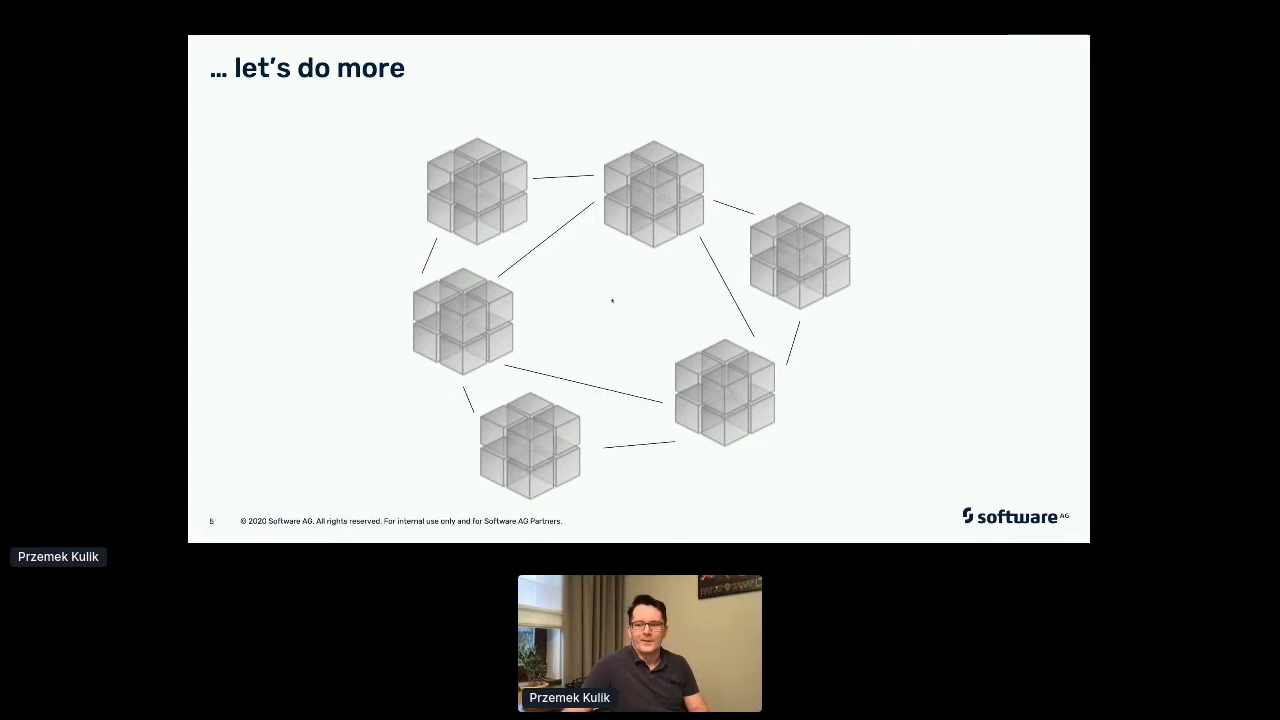 … let's do more
5
© 2020 Software AG. All rights reserved. For internal use only and for Software AG Partners.
software AG
Przemek Kulik
Przemek Kulik